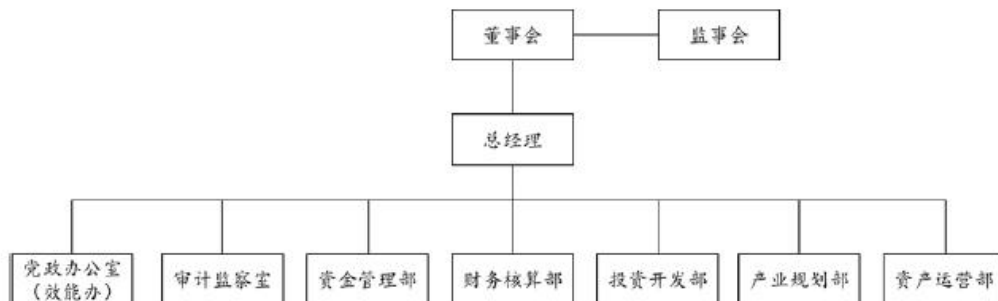 董事会
监事会
总经理
党政办公室
（效能办）
审计监察室
资金管理部
财务核算部
投资开发部
产业规划部
资产运营部